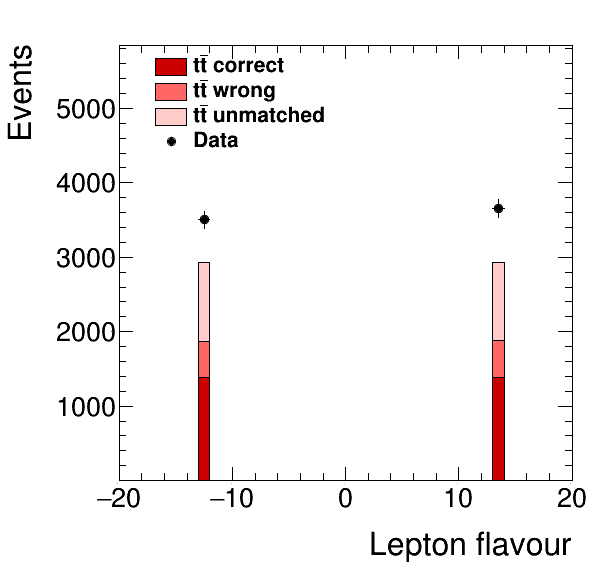 Events
5000
4000
3000
2000
1000
tt̄ correct
tt̄ wrong
tt̄ unmatched
Data
−20 −10 0 10 20
Lepton flavour